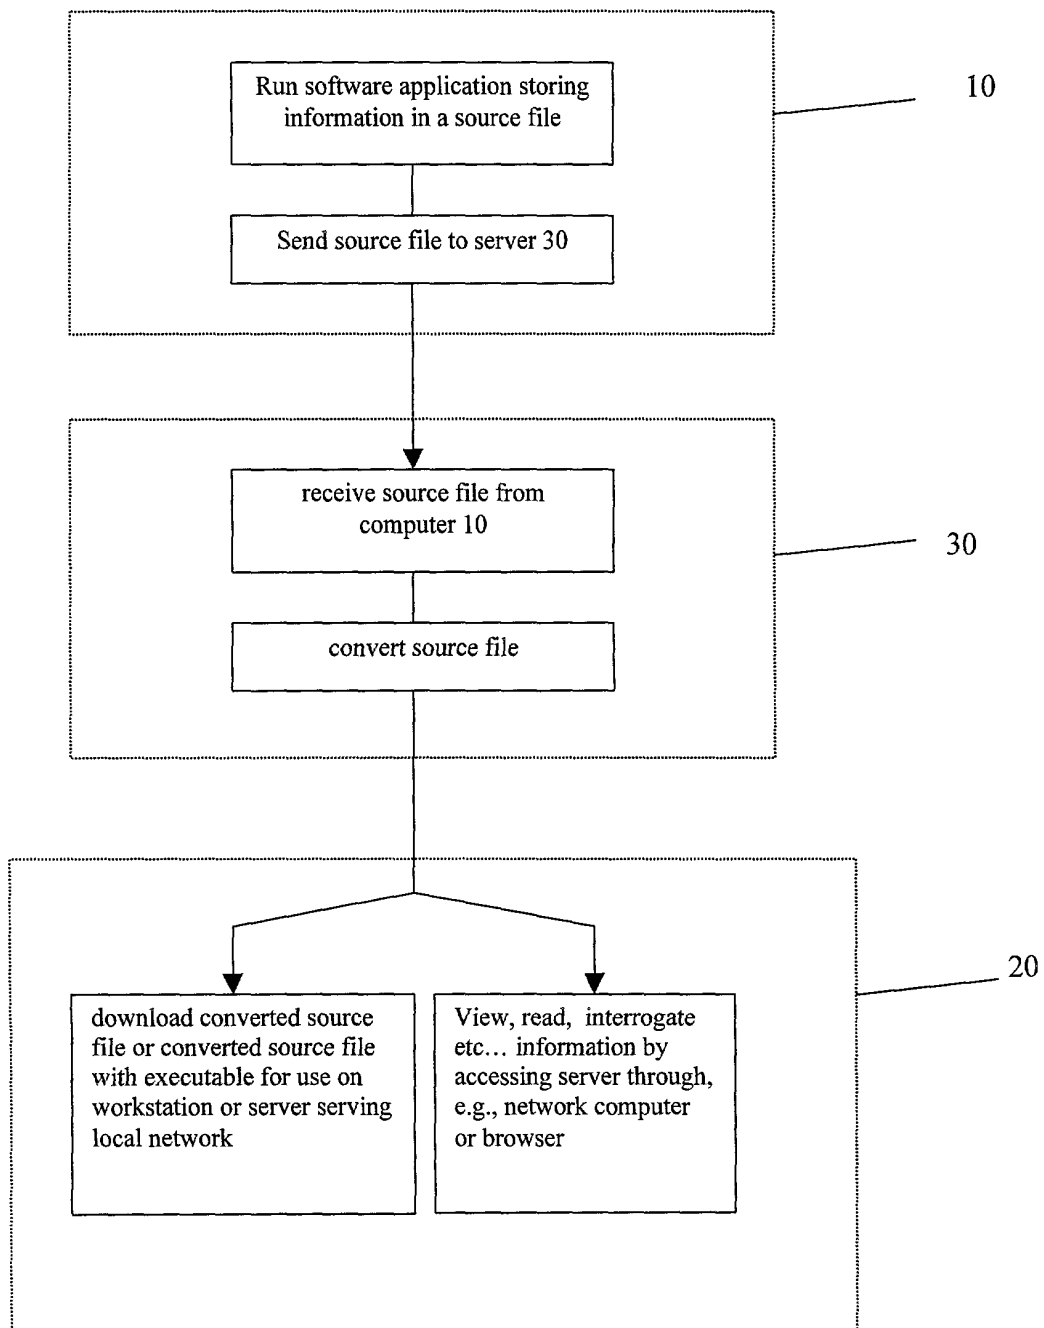 Run software application storing
information in a source file
10
Send source file to server 30
receive source file from
computer 10
30
convert source file
20
download converted source
file or converted source file
with executable for use on
workstation or server serving
local network
View, read, interrogate
etc... information by
accessing server through,
e.g., network computer
or browser